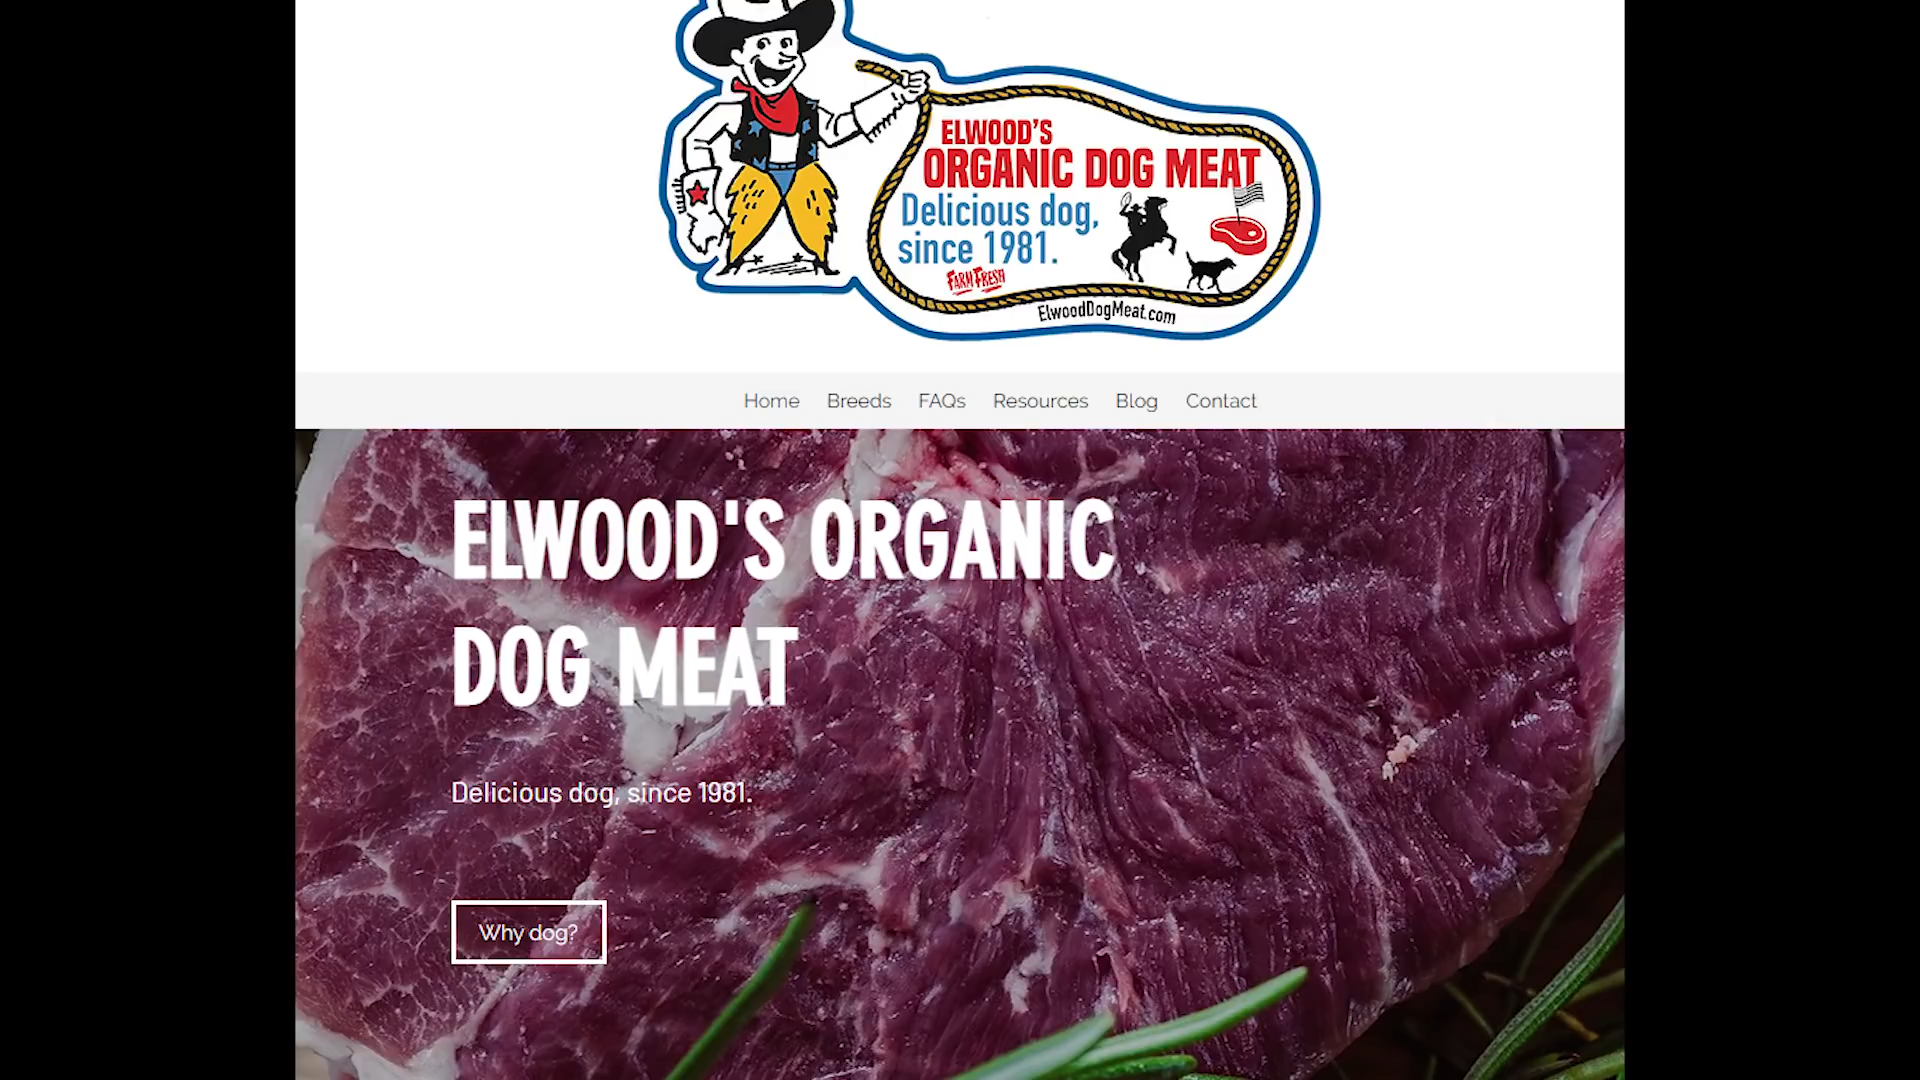 ELWOOD'S
ORGANIC DOG MEAT
Delicious dog,
since 1981.
FARM FRESH
ElwoodDogMeat.com
Home Breeds FAQs Resources Blog Contact
ELWOOD'S ORGANIC
DOG MEAT
Delicious dog, since 1981.
Why dog?